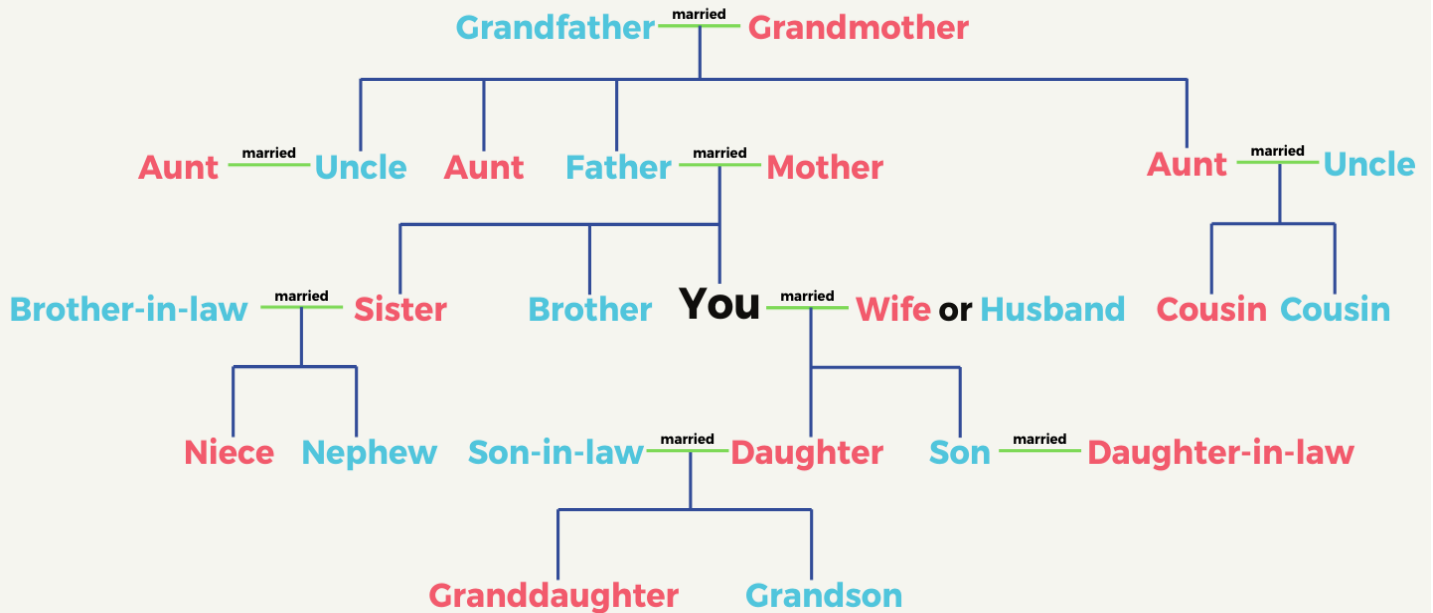 Grandfather married Grandmother
Aunt married Uncle Aunt Father married Mother Aunt married Uncle
Brother-in-law married Sister Brother You married Wife or Husband Cousin Cousin
Niece Nephew Son-in-law married Daughter Son married Daughter-in-law
Granddaughter Grandson